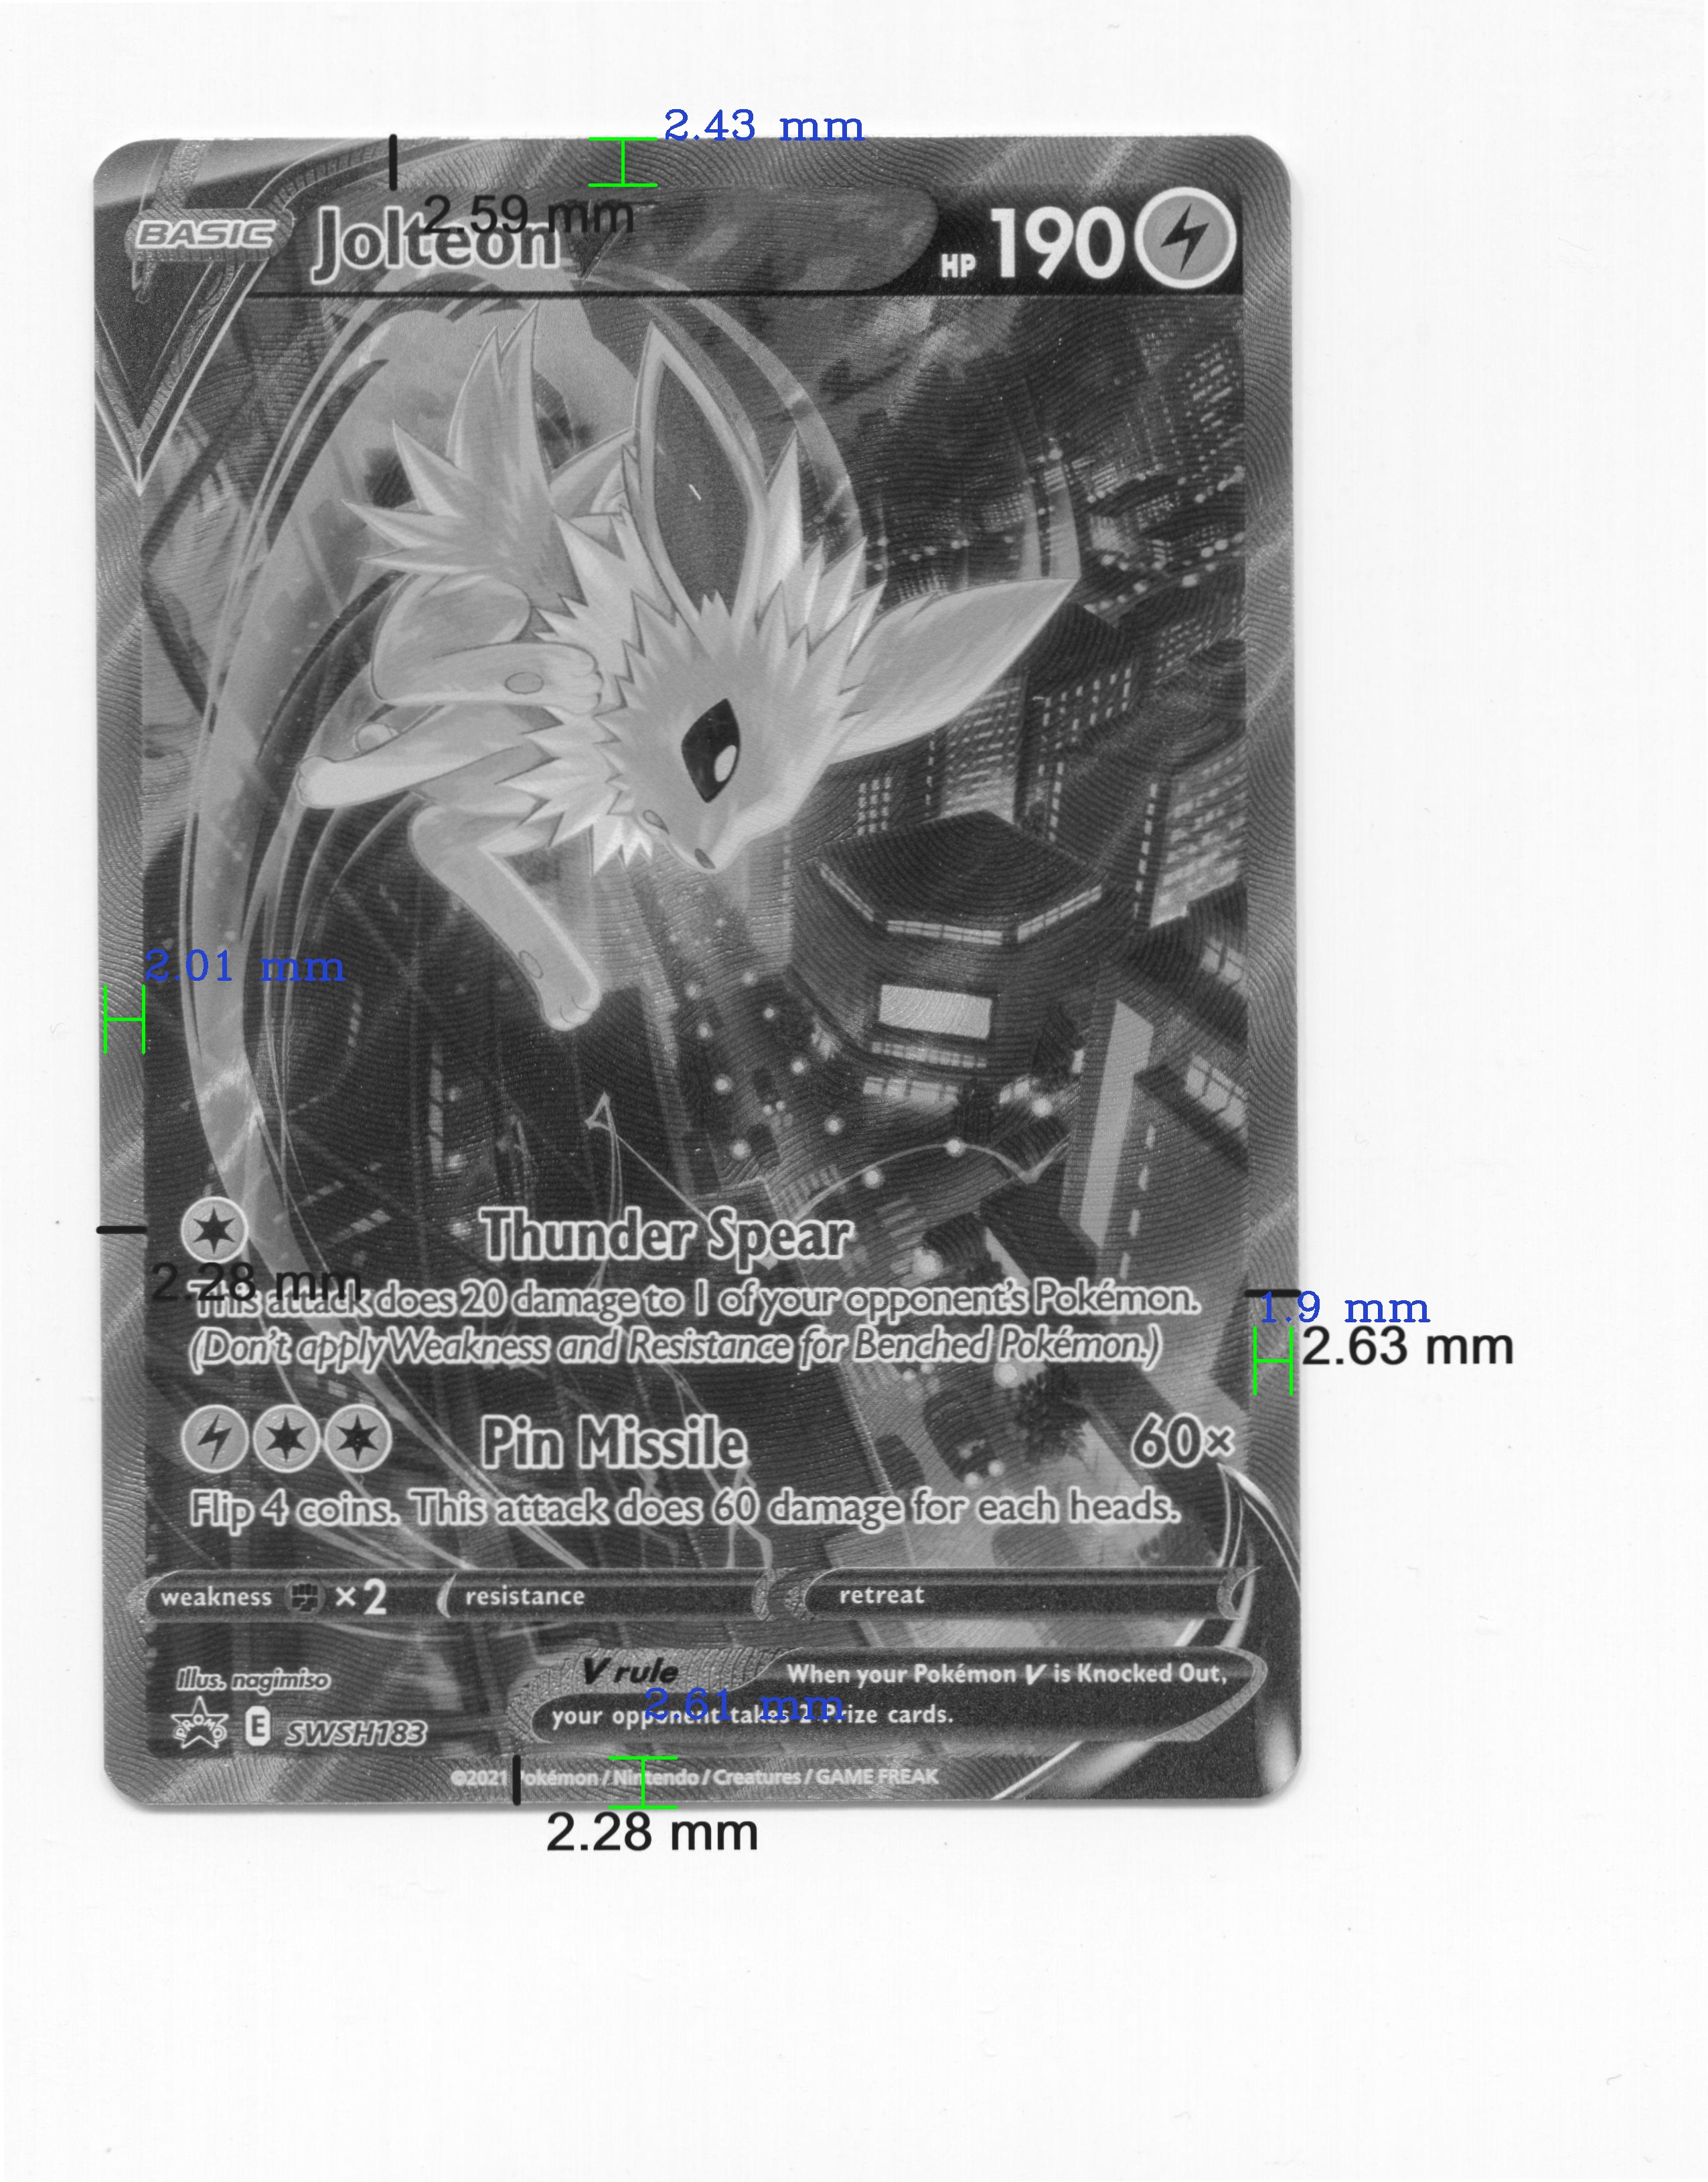 2.43 mm
2.59 mm
BASIC Jolteon HP 190
2.01 mm
Thunder Spear
2.28 mm
This attack does 20 damage to 1 of your opponent's Pokémon.
(Don't apply Weakness and Resistance for Benched Pokémon.)
1.9 mm
2.63 mm
Pin Missile 60×
Flip 4 coins. This attack does 60 damage for each heads.
weakness ×2 resistance retreat
V rule When your Pokémon V is Knocked Out,
your opponent takes 2 Prize cards.
2.61 mm
Illus. nagimiso
PROMO E SWSH183
©2021 Pokémon / Nintendo / Creatures / GAME FREAK
2.28 mm